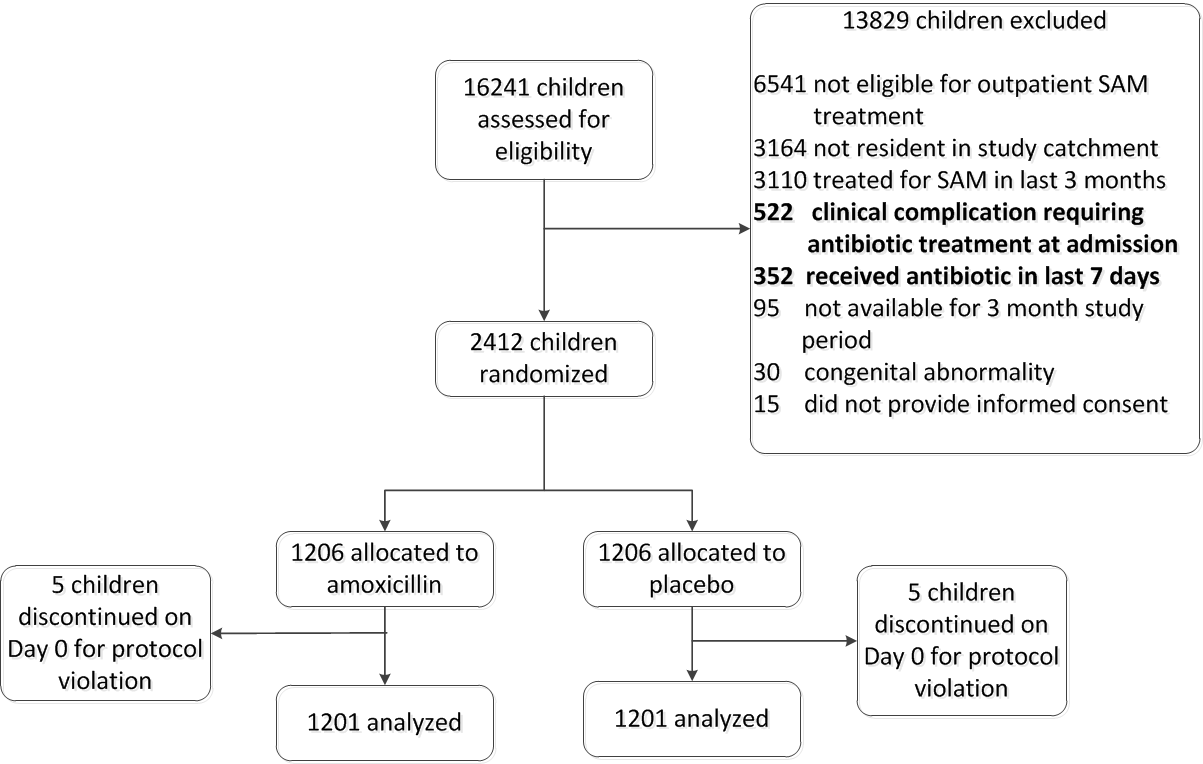 16241 children
assessed for
eligibility
13829 children excluded
6541 not eligible for outpatient SAM
treatment
3164 not resident in study catchment
3110 treated for SAM in last 3 months
522 clinical complication requiring
antibiotic treatment at admission
352 received antibiotic in last 7 days
95 not available for 3 month study
period
30 congenital abnormality
15 did not provide informed consent
2412 children
randomized
1206 allocated to
amoxicillin
1206 allocated to
placebo
5 children
discontinued on
Day 0 for protocol
violation
5 children
discontinued on
Day 0 for protocol
violation
1201 analyzed
1201 analyzed